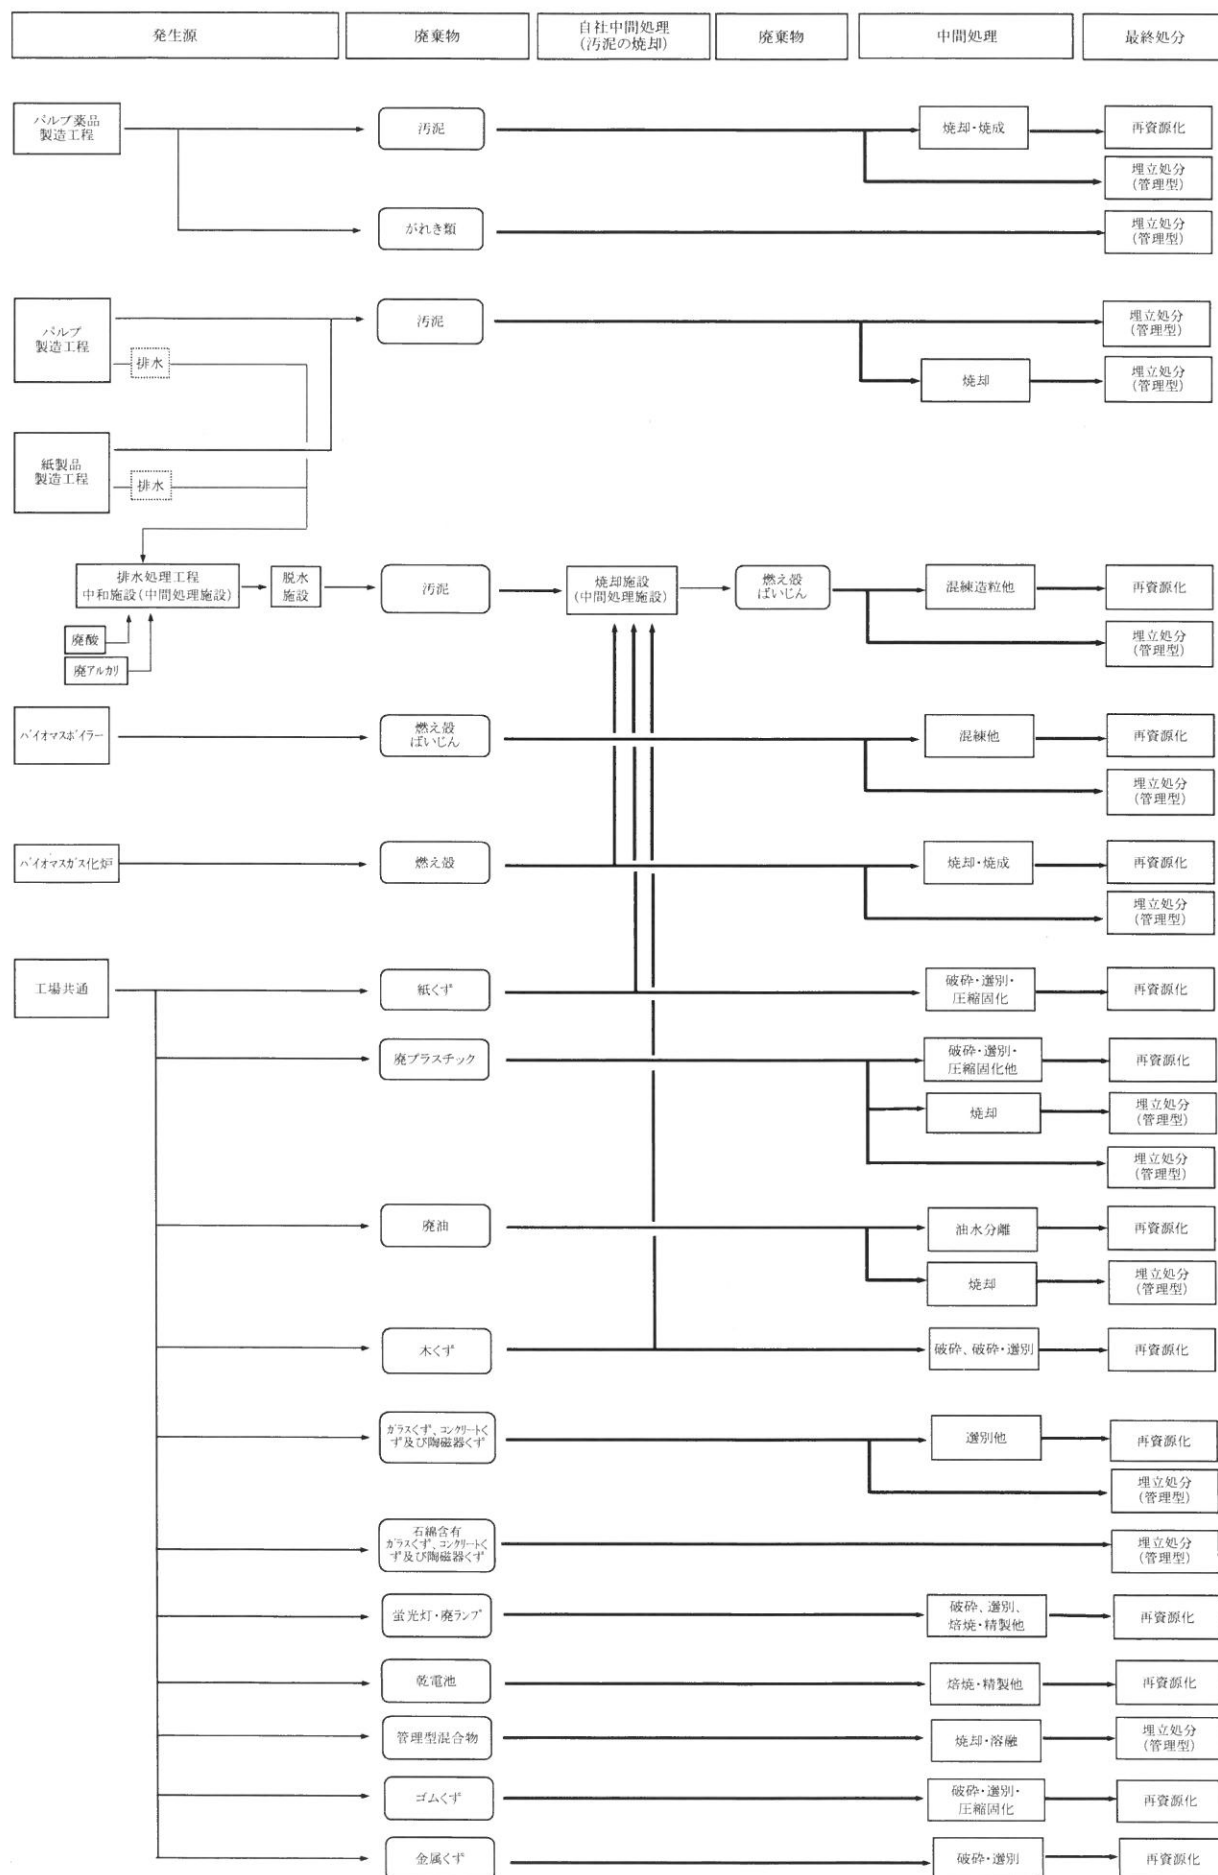 発生源
廃棄物
自社中間処理
(汚泥の焼却)
廃棄物
中間処理
最終処分
パルプ薬品
製造工程
汚泥
焼却・焼成
再資源化
埋立処分
(管理型)
がれき類
埋立処分
(管理型)
パルプ
製造工程
排水
汚泥
埋立処分
(管理型)
焼却
埋立処分
(管理型)
紙製品
製造工程
排水
排水処理工程
中和施設(中間処理施設)
脱水
施設
汚泥
焼却施設
(中間処理施設)
燃え殻
ばいじん
混練造粒他
再資源化
埋立処分
(管理型)
廃酸
廃アルカリ
バイオマスボイラー
燃え殻
ばいじん
混練他
再資源化
埋立処分
(管理型)
バイオマスガス化炉
燃え殻
焼却・焼成
再資源化
埋立処分
(管理型)
工場共通
紙くず
破砕・選別・
圧縮固化
再資源化
廃プラスチック
破砕・選別・
圧縮固化他
再資源化
焼却
埋立処分
(管理型)
埋立処分
(管理型)
廃油
油水分離
再資源化
焼却
埋立処分
(管理型)
木くず
破砕、破砕・選別
再資源化
ガラスくず、コンクリートく
ず及び陶磁器くず
選別他
再資源化
埋立処分
(管理型)
石綿含有
ガラスくず、コンクリートく
ず及び陶磁器くず
埋立処分
(管理型)
蛍光灯・廃ランプ
破砕、選別、
焙焼・精製他
再資源化
乾電池
焙焼・精製他
再資源化
管理型混合物
焼却・溶融
埋立処分
(管理型)
ゴムくず
破砕・選別・
圧縮固化
再資源化
金属くず
破砕・選別
再資源化